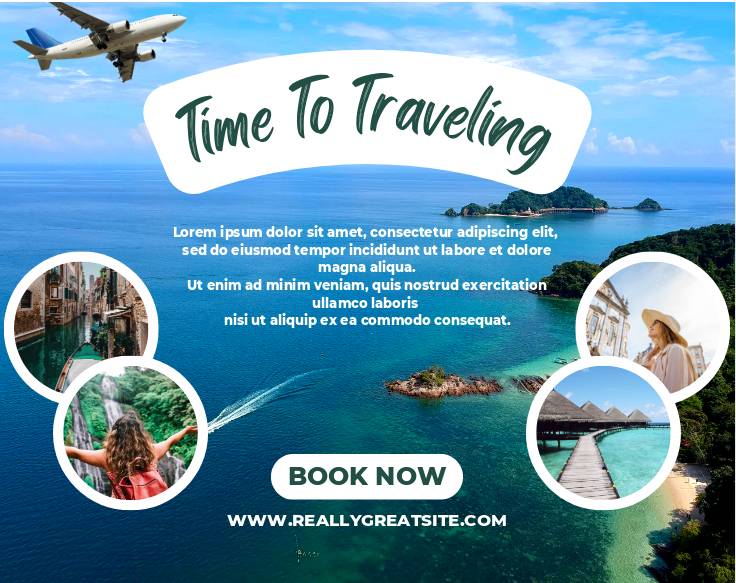 Time To Traveling
Lorem ipsum dolor sit amet, consectetur adipiscing elit,
sed do eiusmod tempor incididunt ut labore et dolore
magna aliqua.
Ut enim ad minim veniam, quis nostrud exercitation
ullamco laboris
nisi ut aliquip ex ea commodo consequat.
BOOK NOW
WWW.REALLYGREATSITE.COM